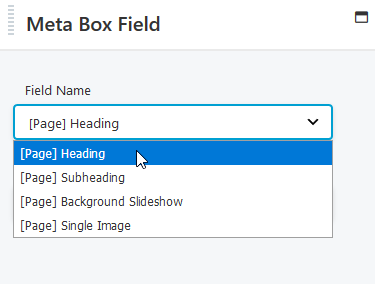 Meta Box Field
Field Name
[Page] Heading
[Page] Heading
[Page] Subheading
[Page] Background Slideshow
[Page] Single Image